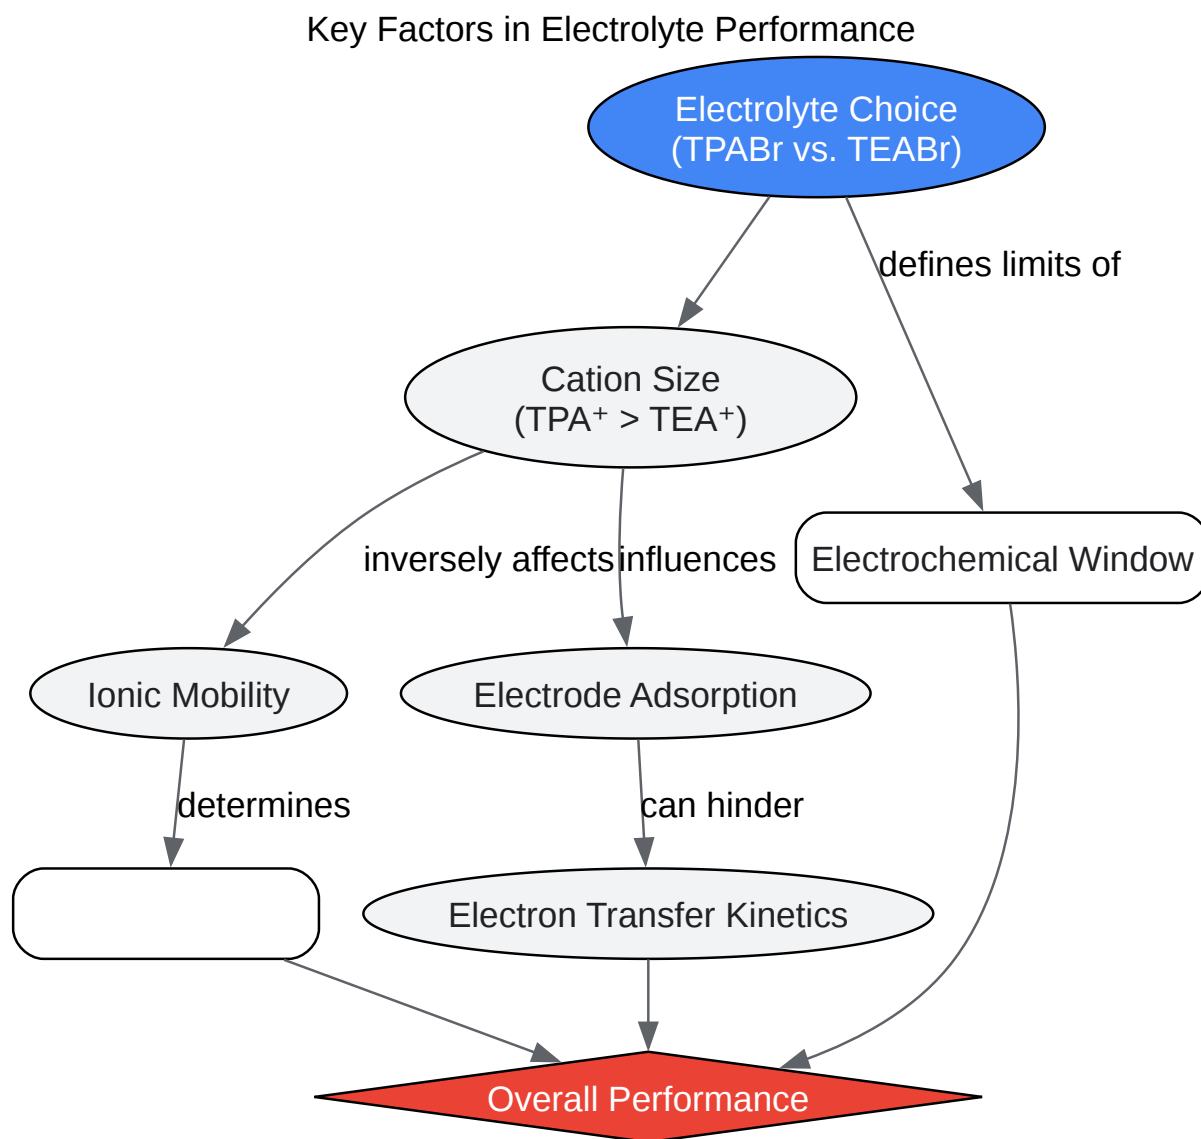 Key Factors in Electrolyte Performance
Electrolyte Choice
(TPABr vs. TEABr)
defines limits of
Cation Size
(TPA⁺ > TEA⁺)
inversely affects
influences
Electrochemical Window
Ionic Mobility
Electrode Adsorption
determines
can hinder
Electron Transfer Kinetics
Overall Performance